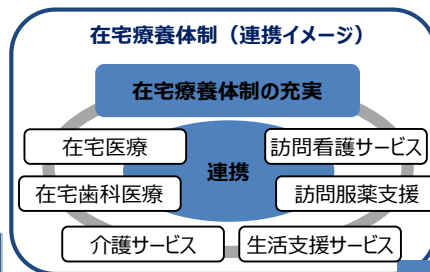 在宅療養体制（連携イメージ）
在宅療養体制の充実
在宅医療
訪問看護サービス
連携
在宅歯科医療
訪問服薬支援
介護サービス
生活支援サービス